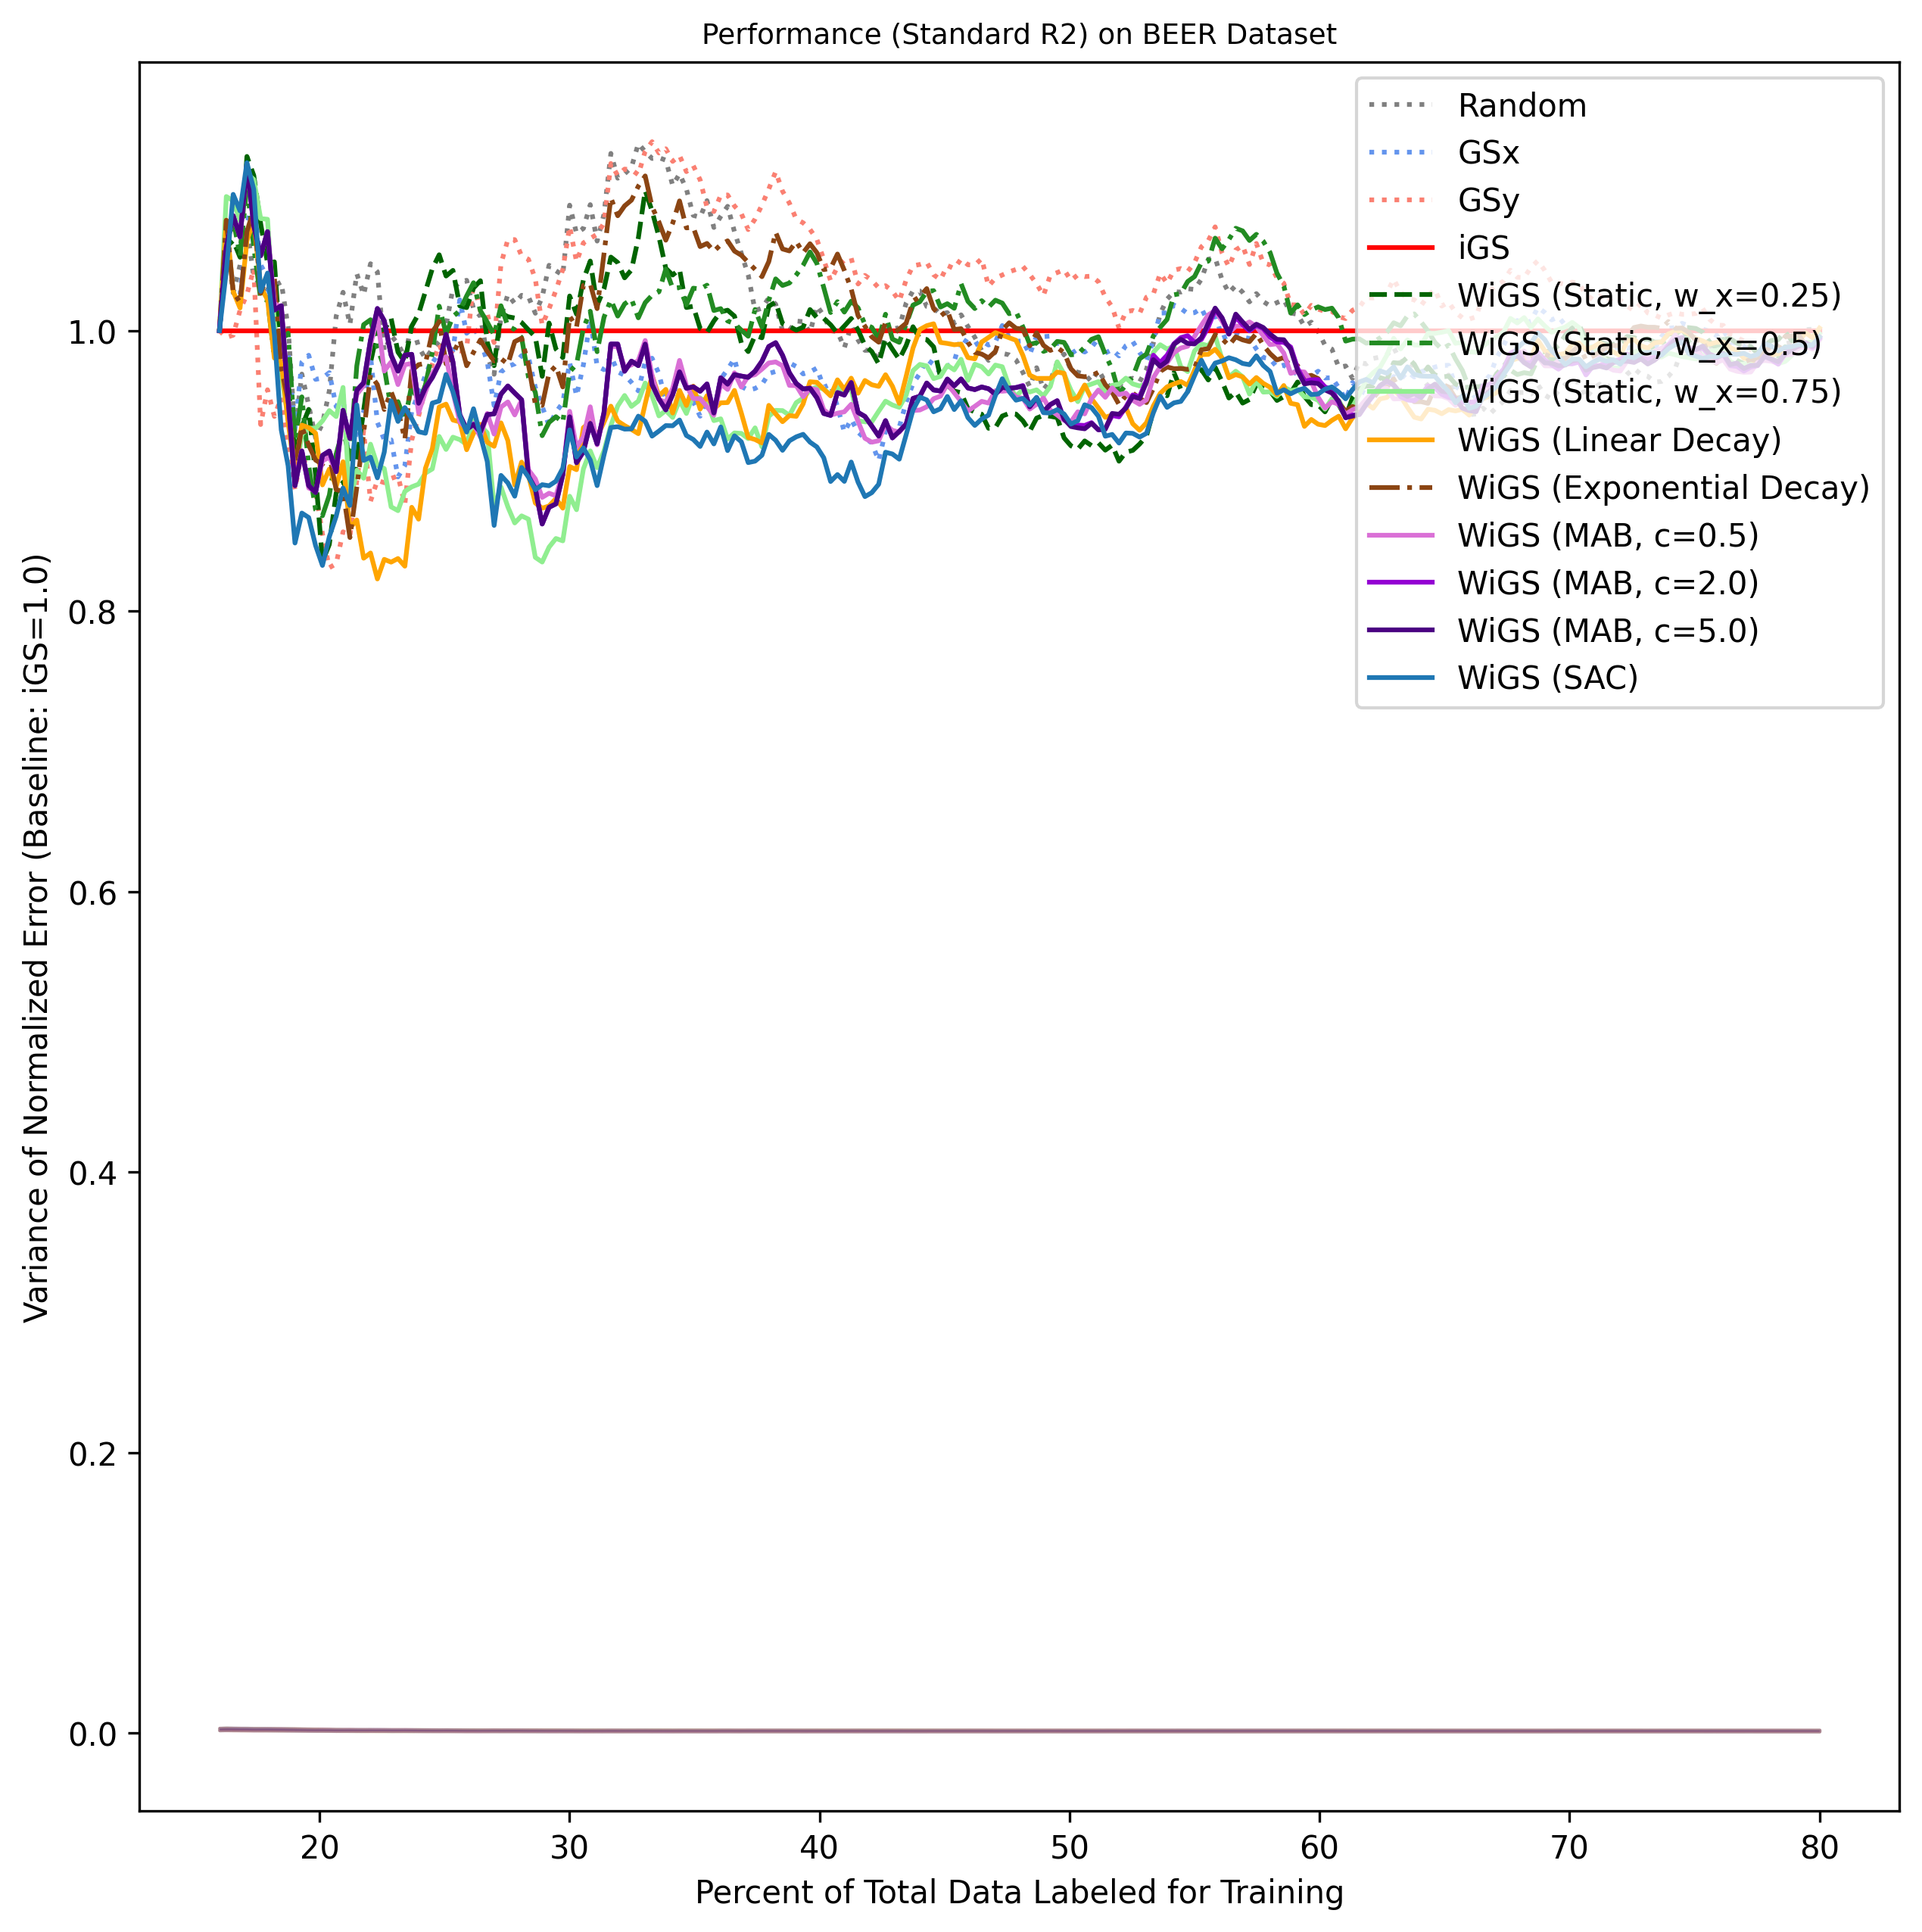 Performance (Standard R2) on BEER Dataset
Variance of Normalized Error (Baseline: iGS=1.0)
1.0
0.8
0.6
0.4
0.2
0.0
Random
GSx
GSy
iGS
WiGS (Static, w_x=0.25)
WiGS (Static, w_x=0.5)
WiGS (Static, w_x=0.75)
WiGS (Linear Decay)
WiGS (Exponential Decay)
WiGS (MAB, c=0.5)
WiGS (MAB, c=2.0)
WiGS (MAB, c=5.0)
WiGS (SAC)
20 30 40 50 60 70 80
Percent of Total Data Labeled for Training